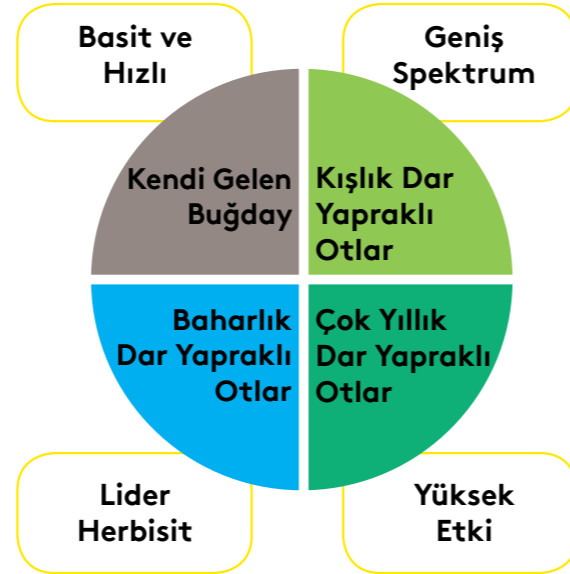 Basit ve
Hızlı
Geniş
Spektrum
Kendi Gelen
Buğday
Kışlık Dar
Yapraklı
Otlar
Baharlık
Dar Yapraklı
Otlar
Çok Yıllık
Dar Yapraklı
Otlar
Lider
Herbisit
Yüksek
Etki